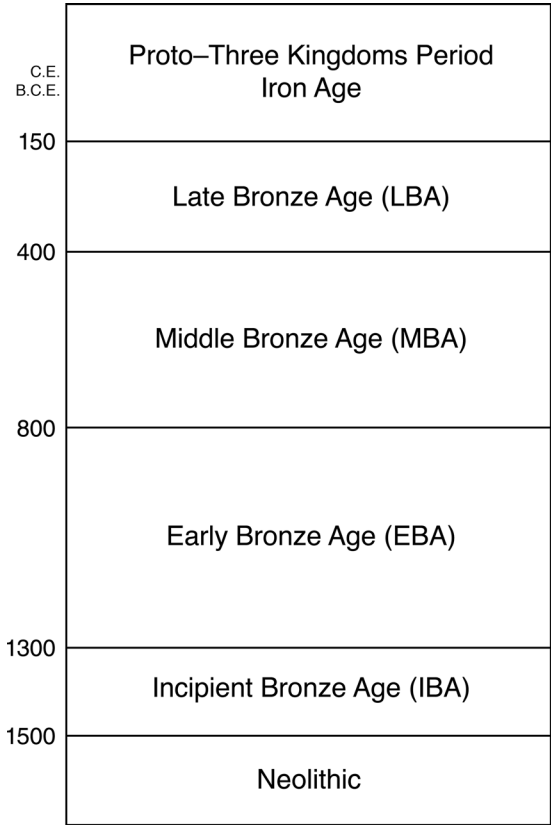 Proto–Three Kingdoms Period
Iron Age
C.E.
B.C.E.
150
Late Bronze Age (LBA)
400
Middle Bronze Age (MBA)
800
Early Bronze Age (EBA)
1300
Incipient Bronze Age (IBA)
1500
Neolithic